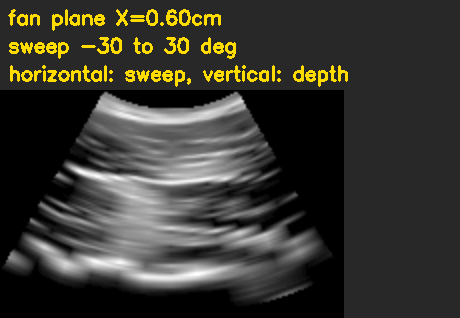 fan plane X=0.60cm
sweep -30 to 30 deg
horizontal: sweep, vertical: depth